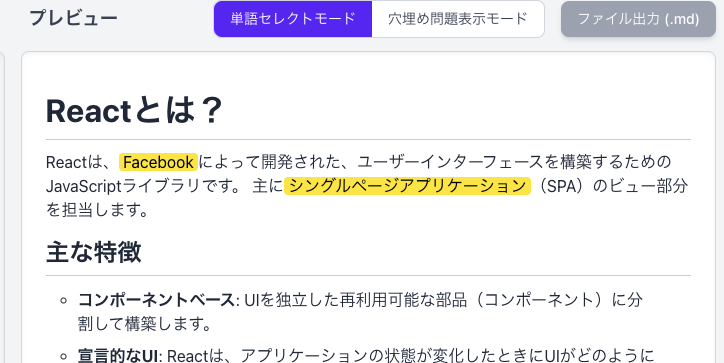 プレビュー 単語セレクトモード 穴埋め問題表示モード ファイル出力 (.md)
Reactとは？
Reactは、Facebookによって開発された、ユーザーインターフェースを構築するための
JavaScriptライブラリです。 主にシングルページアプリケーション（SPA）のビュー部分
を担当します。
主な特徴
コンポーネントベース: UIを独立した再利用可能な部品（コンポーネント）に分
割して構築します。
宣言的なUI: Reactは、アプリケーションの状態が変化したときにUIがどのように